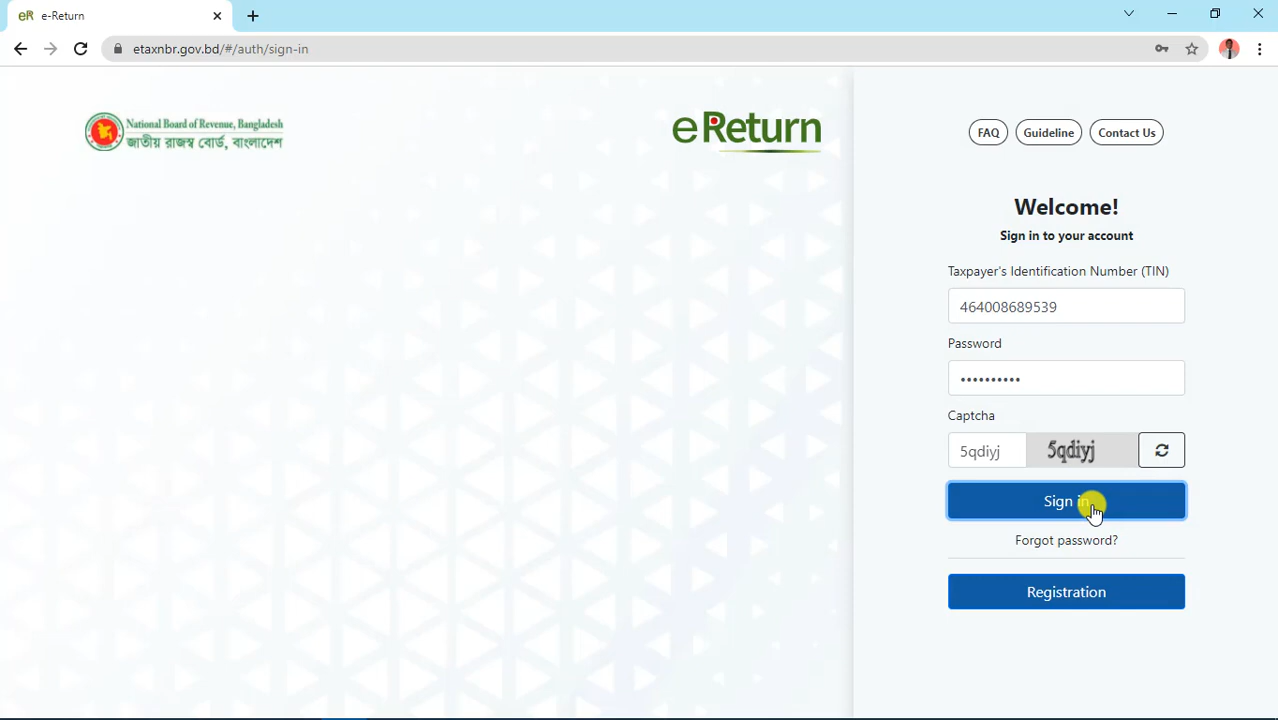 eR e-Return
etaxnbr.gov.bd/#/auth/sign-in
National Board of Revenue, Bangladesh
জাতীয় রাজস্ব বোর্ড, বাংলাদেশ
eReturn
FAQ Guideline Contact Us
Welcome!
Sign in to your account
Taxpayer's Identification Number (TIN)
464008689539
Password
••••••••••
Captcha
5qdiyj 5qdiyj
Sign in
Forgot password?
Registration